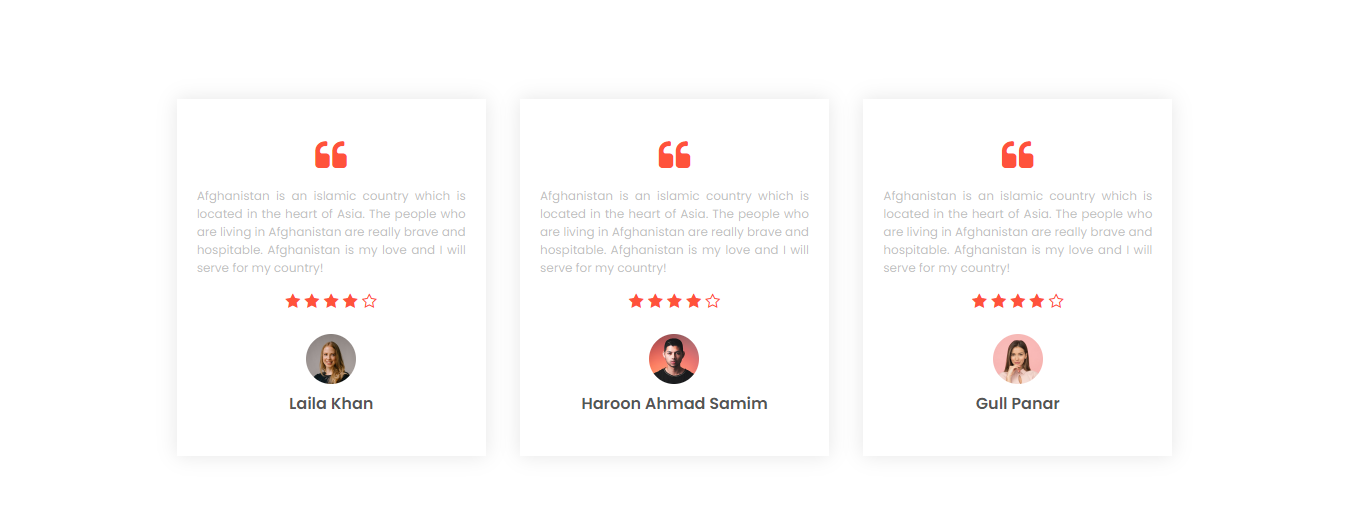 Afghanistan is an islamic country which is
located in the heart of Asia. The people who
are living in Afghanistan are really brave and
hospitable. Afghanistan is my love and I will
serve for my country!
Laila Khan
Afghanistan is an islamic country which is
located in the heart of Asia. The people who
are living in Afghanistan are really brave and
hospitable. Afghanistan is my love and I will
serve for my country!
Haroon Ahmad Samim
Afghanistan is an islamic country which is
located in the heart of Asia. The people who
are living in Afghanistan are really brave and
hospitable. Afghanistan is my love and I will
serve for my country!
Gull Panar